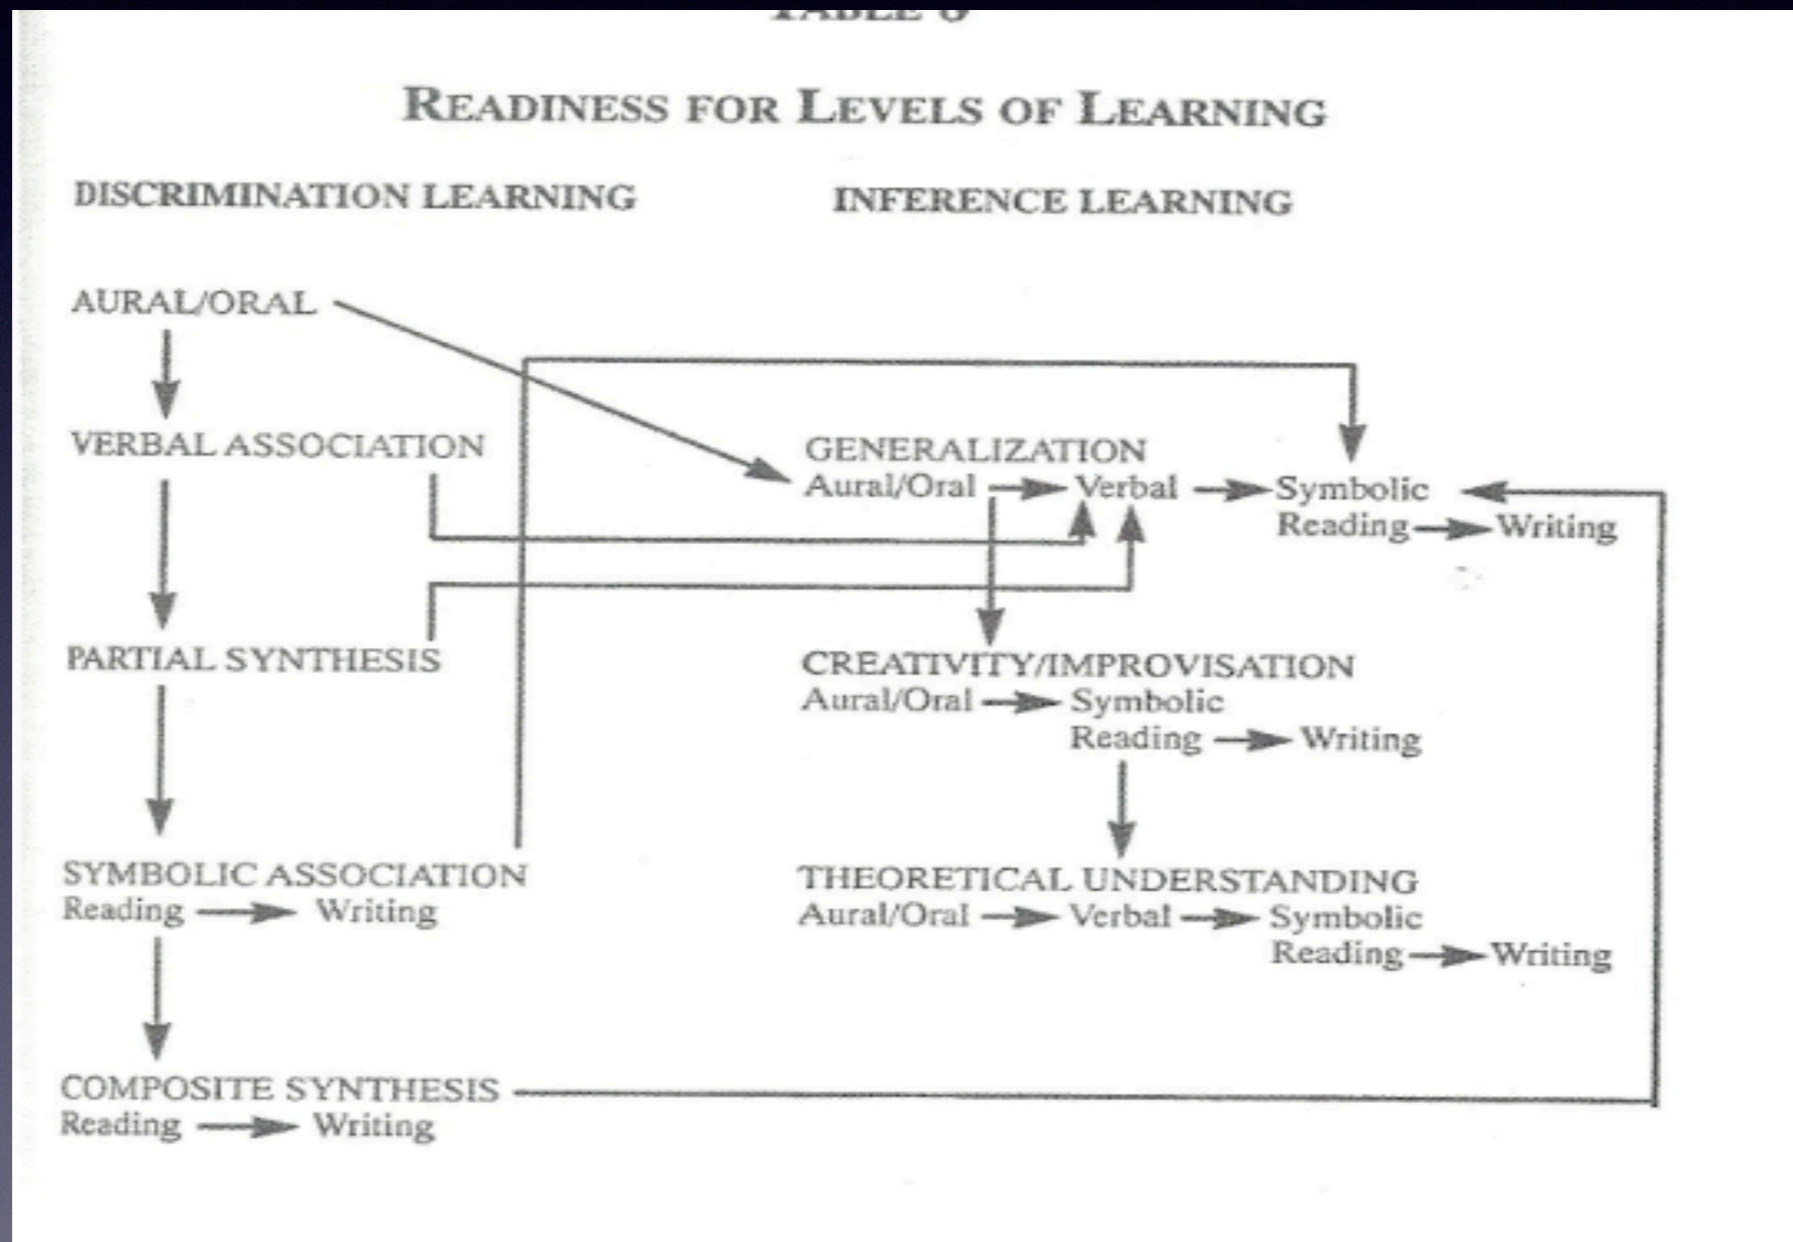 READINESS FOR LEVELS OF LEARNING
DISCRIMINATION LEARNING
INFERENCE LEARNING
AURAL/ORAL
VERBAL ASSOCIATION
GENERALIZATION
Aural/Oral Verbal Symbolic
Reading Writing
PARTIAL SYNTHESIS
CREATIVITY/IMPROVISATION
Aural/Oral Symbolic
Reading Writing
SYMBOLIC ASSOCIATION
Reading Writing
THEORETICAL UNDERSTANDING
Aural/Oral Verbal Symbolic
Reading Writing
COMPOSITE SYNTHESIS
Reading Writing